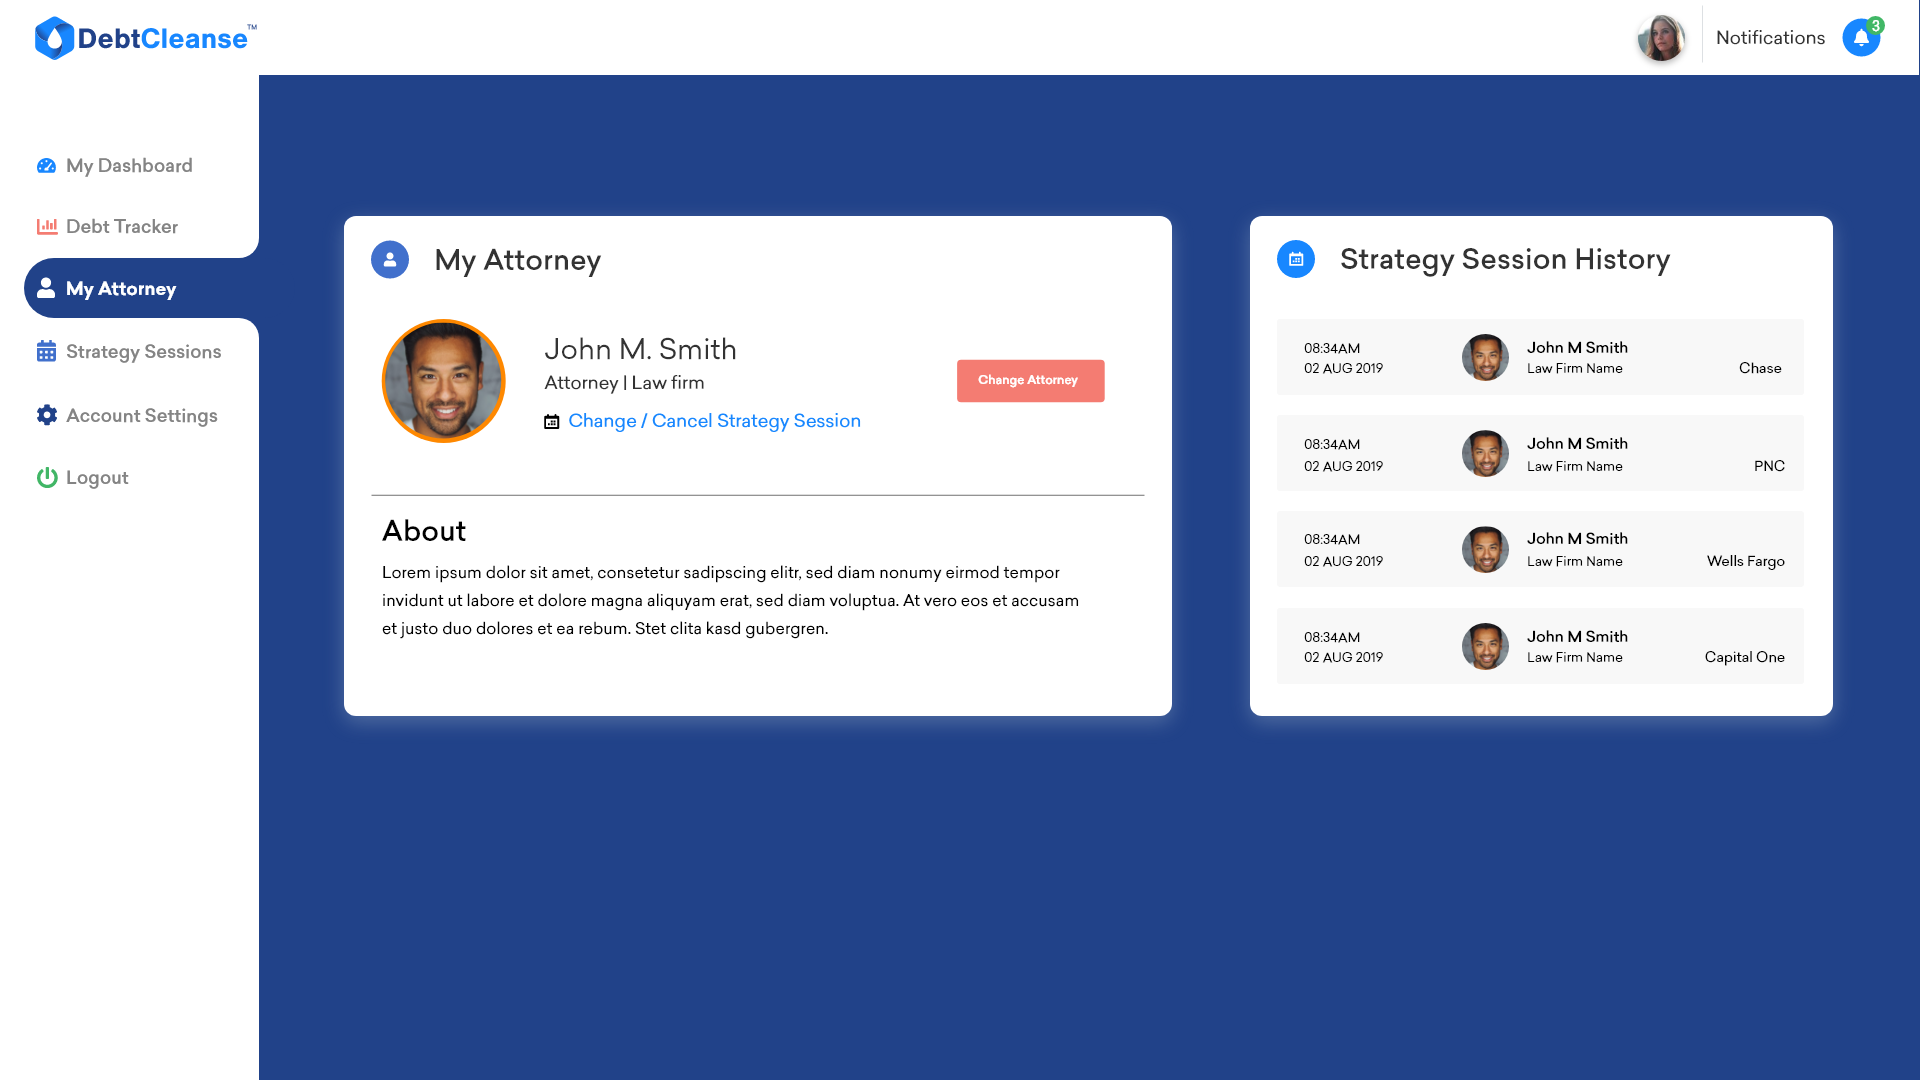 DebtCleanse™
Notifications
3
My Dashboard
Debt Tracker
My Attorney
Strategy Sessions
Account Settings
Logout
My Attorney
John M. Smith
Attorney | Law firm
Change / Cancel Strategy Session
Change Attorney
About
Lorem ipsum dolor sit amet, consetetur sadipscing elitr, sed diam nonumy eirmod tempor
invidunt ut labore et dolore magna aliquyam erat, sed diam voluptua. At vero eos et accusam
et justo duo dolores et ea rebum. Stet clita kasd gubergren.
Strategy Session History
08:34AM
02 AUG 2019
John M Smith
Law Firm Name
Chase
08:34AM
02 AUG 2019
John M Smith
Law Firm Name
PNC
08:34AM
02 AUG 2019
John M Smith
Law Firm Name
Wells Fargo
08:34AM
02 AUG 2019
John M Smith
Law Firm Name
Capital One